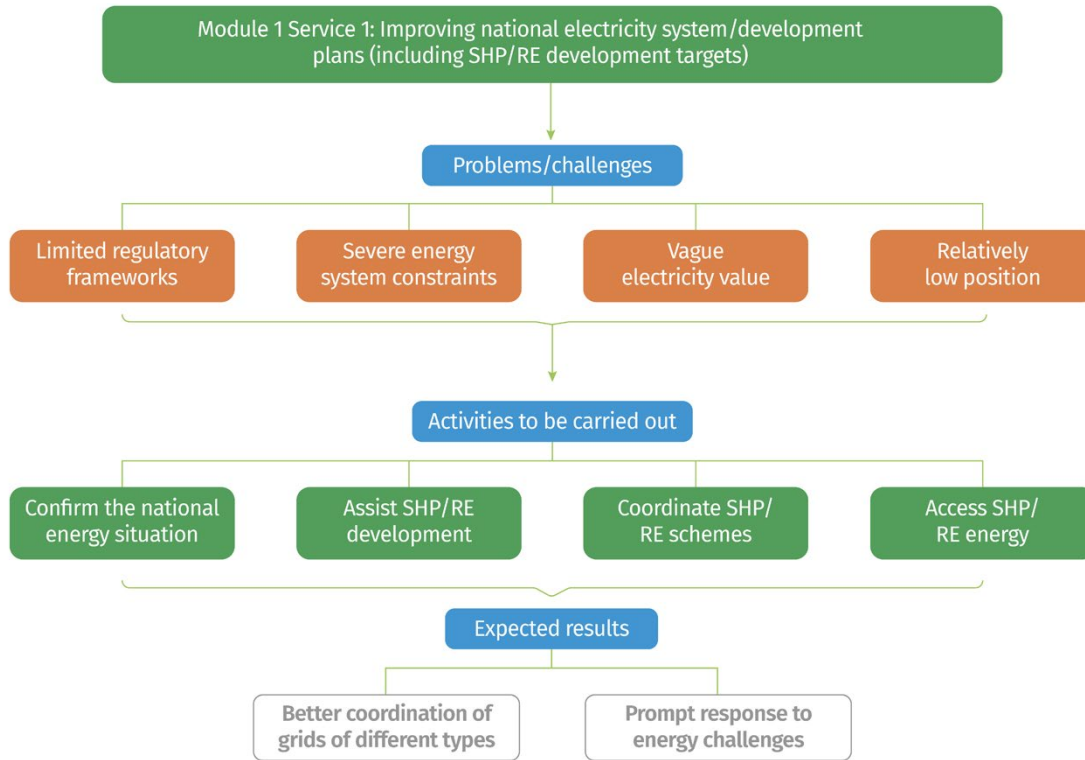 Module 1 Service 1: Improving national electricity system/development
plans (including SHP/RE development targets)
Problems/challenges
Limited regulatory
frameworks
Severe energy
system constraints
Vague
electricity value
Relatively
low position
Activities to be carried out
Confirm the national
energy situation
Assist SHP/RE
development
Coordinate SHP/
RE schemes
Access SHP/
RE energy
Expected results
Better coordination of
grids of different types
Prompt response to
energy challenges